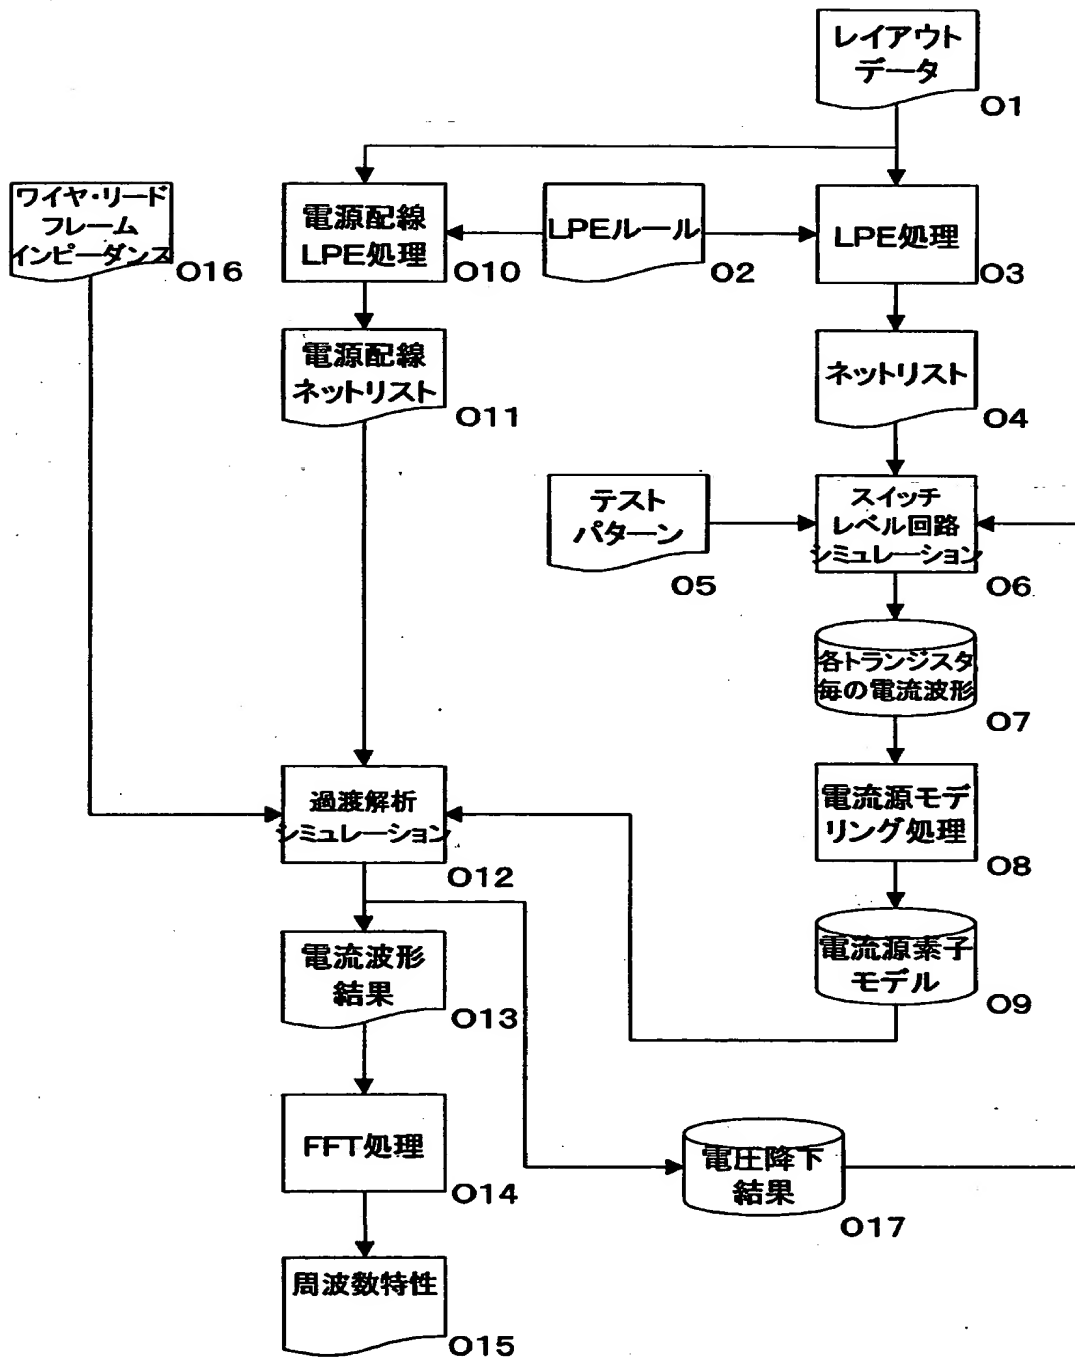 レイアウト
データ
O1
ワイヤ・リード
フレーム
インピーダンス
O16
電源配線
LPE処理
O10
LPEルール
O2
LPE処理
O3
電源配線
ネットリスト
O11
ネットリスト
O4
テスト
パターン
O5
スイッチ
レベル回路
シミュレーション
O6
各トランジスタ
毎の電流波形
O7
過渡解析
シミュレーション
O12
電流源モデ
リング処理
O8
電流波形
結果
O13
電流源素子
モデル
O9
FFT処理
O14
電圧降下
結果
O17
周波数特性
O15